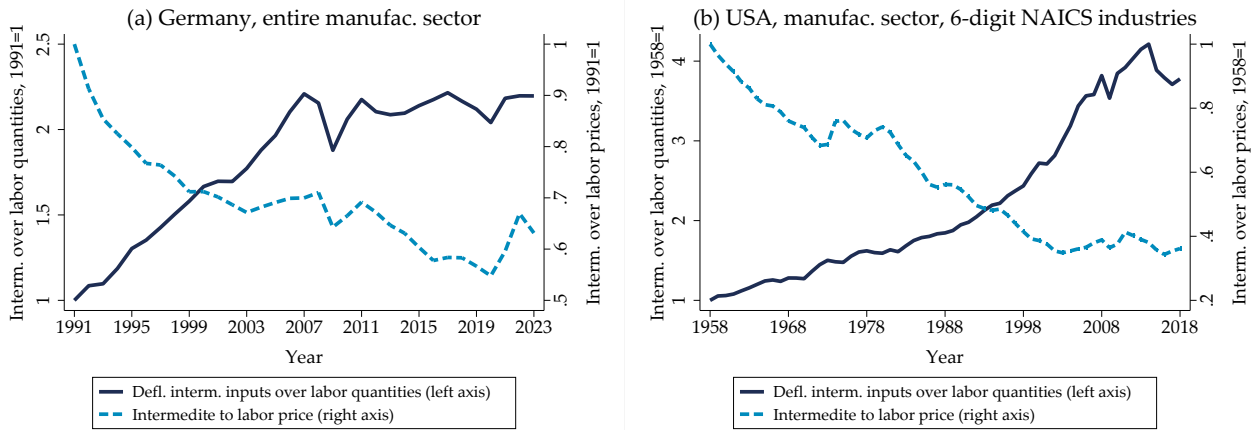 (a) Germany, entire manufac. sector
Interm. over labor quantities, 1991=1
2.5
2
1.5
1
Interm. over labor prices, 1991=1
1
.9
.8
.7
.6
.5
1991 1995 1999 2003 2007 2011 2015 2019 2023
Year
Defl. interm. inputs over labor quantities (left axis)
Intermedite to labor price (right axis)
(b) USA, manufac. sector, 6-digit NAICS industries
Interm. over labor quantities, 1958=1
4
3
2
1
Interm. over labor prices, 1958=1
1
.8
.6
.4
.2
1958 1968 1978 1988 1998 2008 2018
Year
Defl. interm. inputs over labor quantities (left axis)
Intermedite to labor price (right axis)